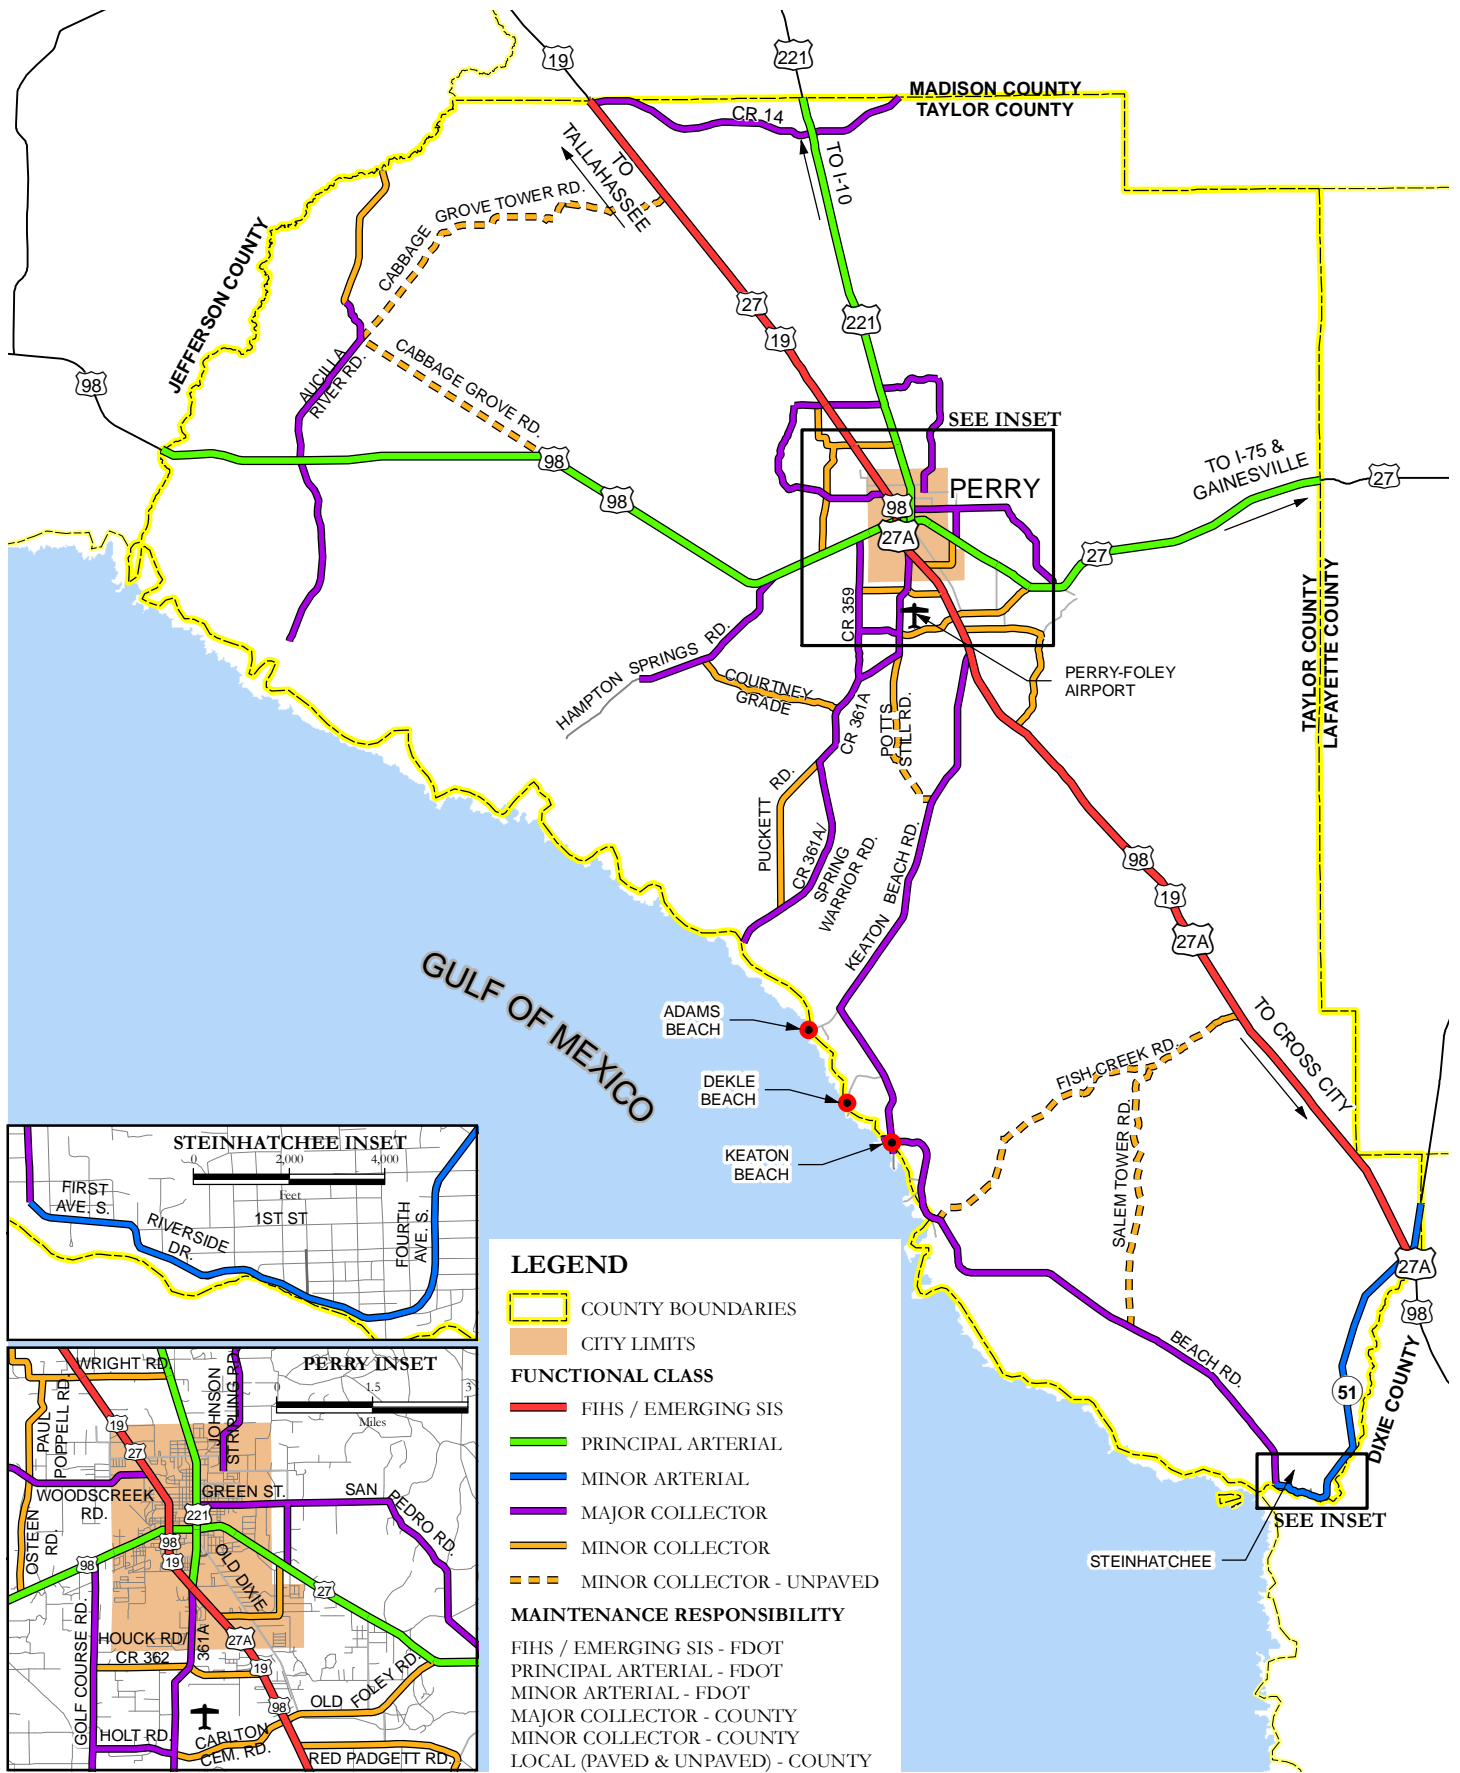 19
221
MADISON COUNTY
TAYLOR COUNTY
CR 14
TO
TALLAHASSEE
TO I-10
GROVE TOWER RD.
CABBAGE
JEFFERSON COUNTY
27
19
221
98
AUCILLA
RIVER RD.
CABBAGE GROVE RD.
SEE INSET
98
98
PERRY
98
27A
TO I-75 &
GAINESVILLE
27
27
TAYLOR COUNTY
LAFAYETTE COUNTY
CR 359
HAMPTON SPRINGS RD.
COURTNEY
GRADE
CR 361A
POTTS
STILL RD.
PERRY-FOLEY
AIRPORT
PUCKETT RD.
CR 361A/
SPRING
WARRIOR RD.
KEATON BEACH RD.
98
19
27A
GULF OF MEXICO
ADAMS
BEACH
DEKLE
BEACH
KEATON
BEACH
TO CROSS CITY
FISH CREEK RD.
SALEM TOWER RD.
27A
98
BEACH RD.
51
DIXIE COUNTY
SEE INSET
STEINHATCHEE
STEINHATCHEE INSET
0 2,000 4,000
Feet
FIRST
AVE. S.
1ST ST
RIVERSIDE
DR.
FOURTH
AVE. S.
PERRY INSET
0 1.5 3
Miles
WRIGHT RD.
PAUL
POPPELL RD.
JOHNSON
STRIPLING RD.
19
27
WOODSCREEK
RD.
GREEN ST.
SAN
PEDRO RD.
221
OSTEEN
RD.
98
98
19
OLD DIXIE
27
GOLF COURSE RD.
HOUCK RD/
CR 362
361A
27A
19
98
OLD FOLEY RD.
HOLT RD.
CARLTON
CEM. RD.
RED PADGETT RD.
LEGEND
COUNTY BOUNDARIES
CITY LIMITS
FUNCTIONAL CLASS
FIHS / EMERGING SIS
PRINCIPAL ARTERIAL
MINOR ARTERIAL
MAJOR COLLECTOR
MINOR COLLECTOR
MINOR COLLECTOR - UNPAVED
MAINTENANCE RESPONSIBILITY
FIHS / EMERGING SIS - FDOT
PRINCIPAL ARTERIAL - FDOT
MINOR ARTERIAL - FDOT
MAJOR COLLECTOR - COUNTY
MINOR COLLECTOR - COUNTY
LOCAL (PAVED & UNPAVED) - COUNTY